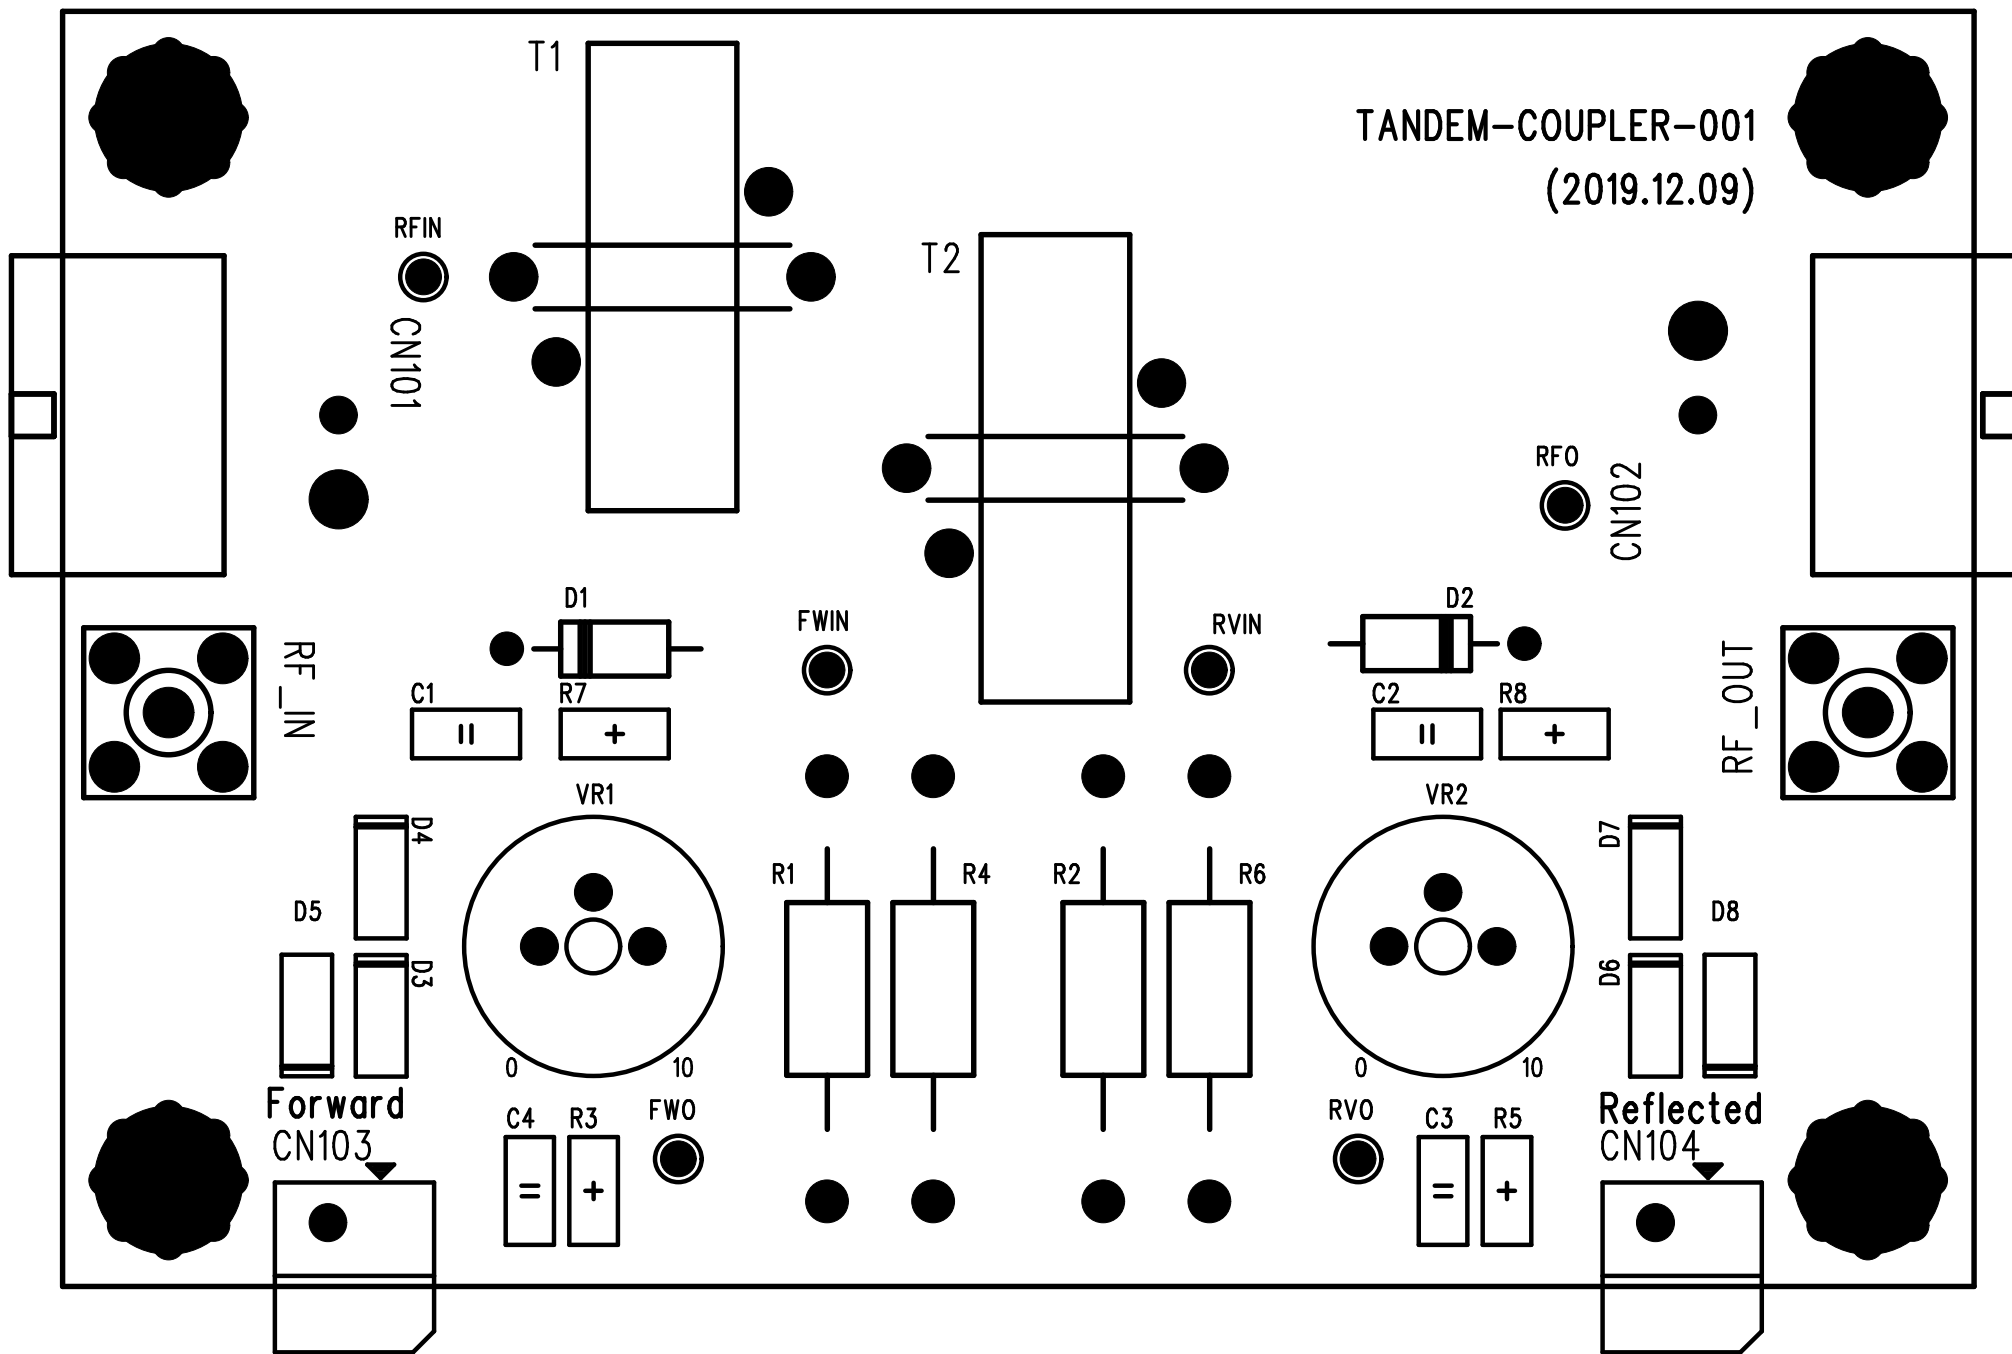 T1
TANDEM-COUPLER-001
(2019.12.09)
RFIN
T2
CN101
RFO
CN102
D1
FWIN
RVIN
D2
RF_IN
C1
R7
C2
R8
RF_OUT
VR1
VR2
D4
D7
R1
R4
R2
R6
D5
D8
D3
D6
0
10
0
10
Forward
CN103
C4
R3
FWO
RVO
C3
R5
Reflected
CN104